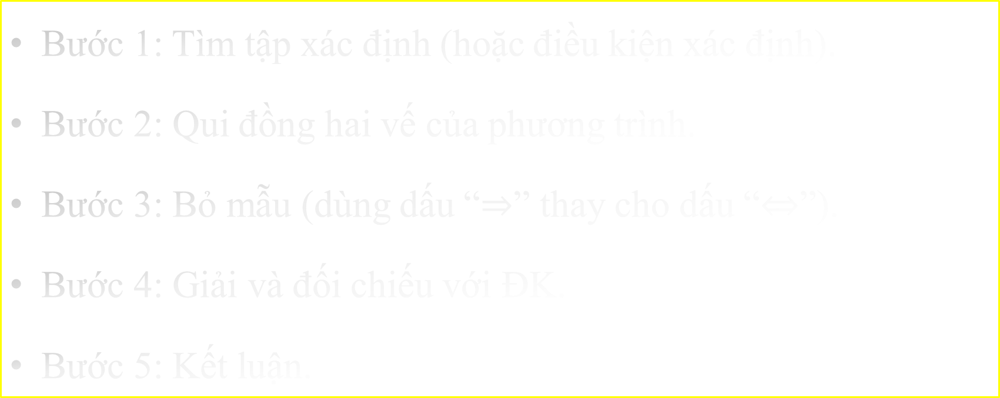 • Bước 1: Tìm tập xác định (hoặc điều kiện xác định).
• Bước 2: Qui đồng hai vế của phương trình.
• Bước 3: Bỏ mẫu (dùng dấu “⇒” thay cho dấu “⇔”).
• Bước 4: Giải và đối chiếu với ĐK.
• Bước 5: Kết luận.